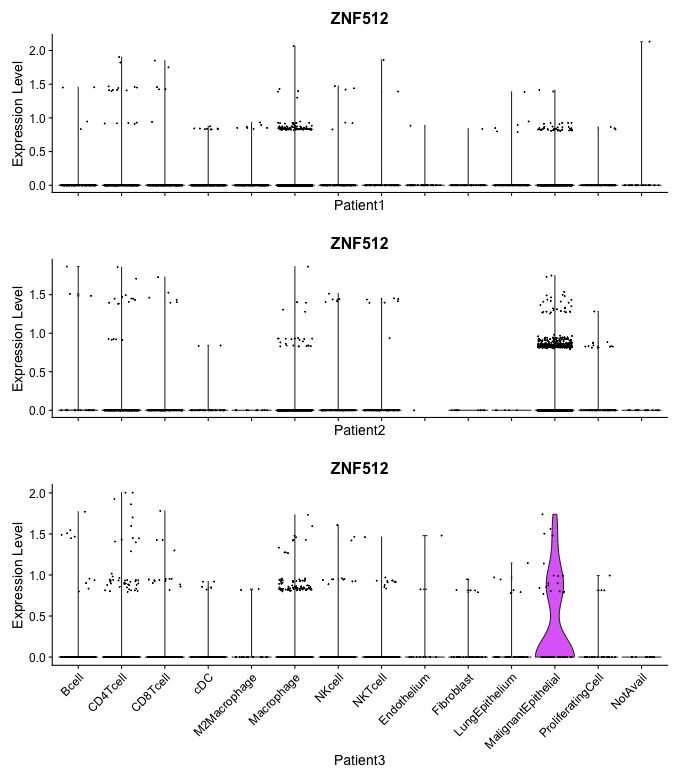 ZNF512
Expression Level
2.0
1.5
1.0
0.5
0.0
Patient1
ZNF512
Expression Level
1.5
1.0
0.5
0.0
Patient2
ZNF512
Expression Level
2.0
1.5
1.0
0.5
0.0
Bcell
CD4Tcell
CD8Tcell
cDC
M2Macrophage
Macrophage
NKcell
NKTcell
Endothelium
Fibroblast
LungEpithelium
MalignantEpithelial
ProliferatingCell
NotAvail
Patient3